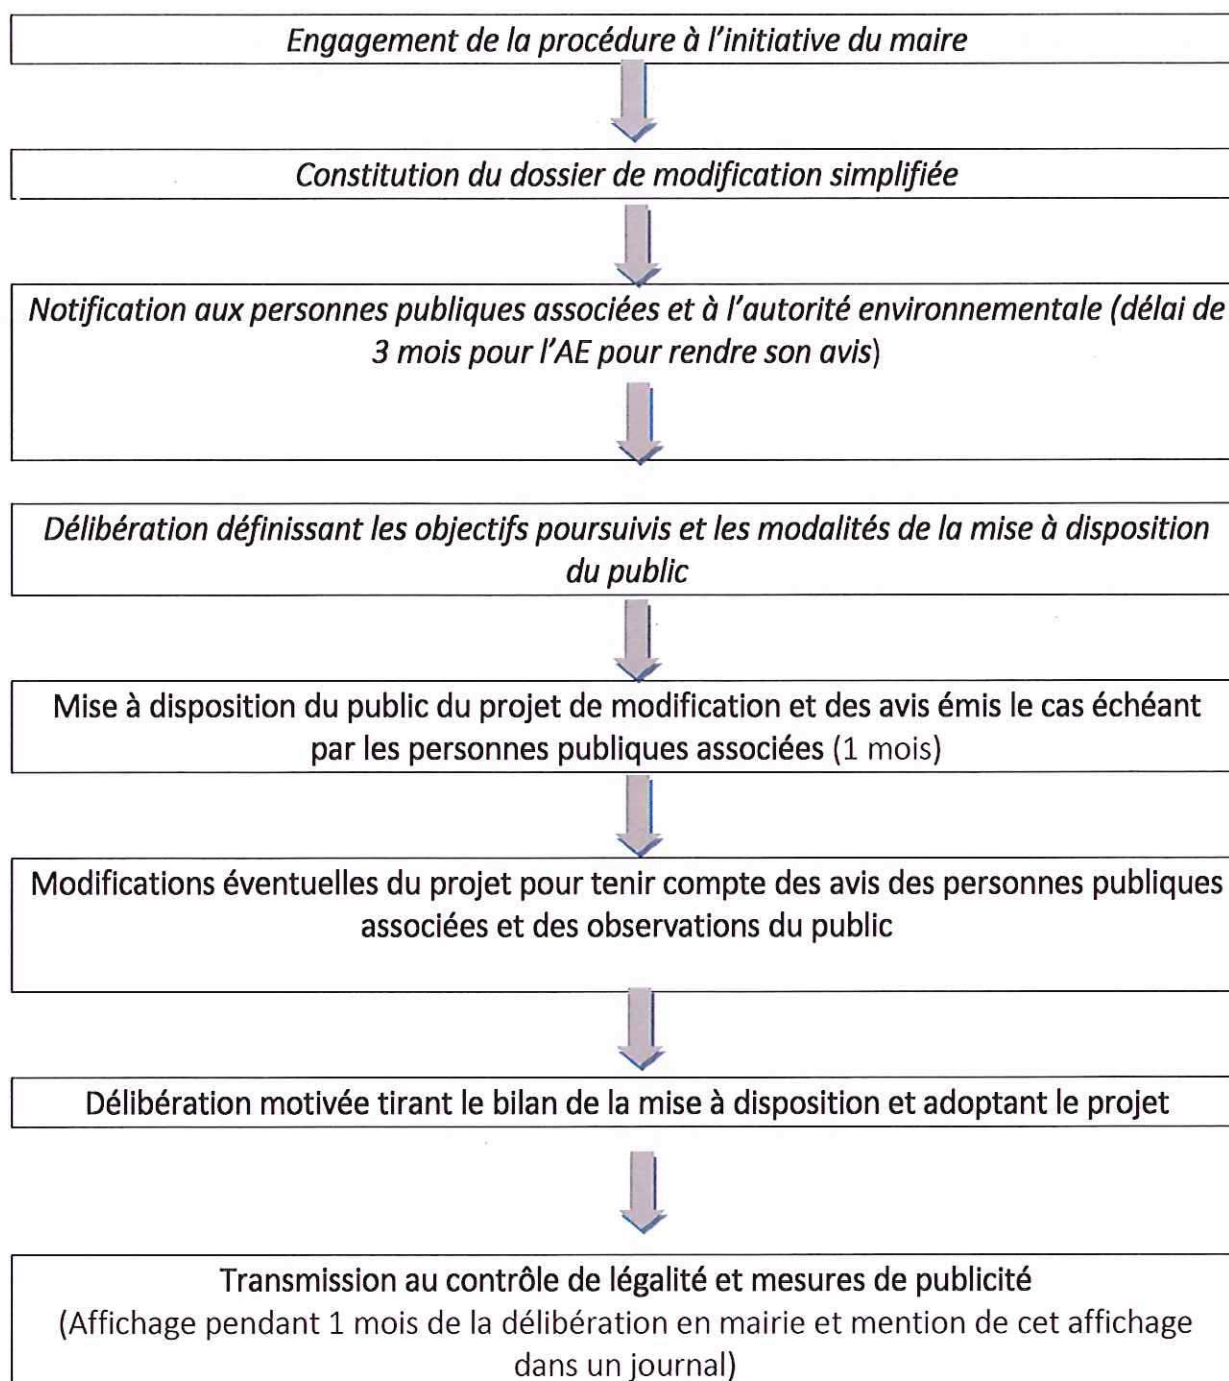 Engagement de la procédure à l'initiative du maire
Constitution du dossier de modification simplifiée
Notification aux personnes publiques associées et à l'autorité environnementale (délai de
3 mois pour l'AE pour rendre son avis)
Délibération définissant les objectifs poursuivis et les modalités de la mise à disposition
du public
Mise à disposition du public du projet de modification et des avis émis le cas échéant
par les personnes publiques associées (1 mois)
Modifications éventuelles du projet pour tenir compte des avis des personnes publiques
associées et des observations du public
Délibération motivée tirant le bilan de la mise à disposition et adoptant le projet
Transmission au contrôle de légalité et mesures de publicité
(Affichage pendant 1 mois de la délibération en mairie et mention de cet affichage
dans un journal)